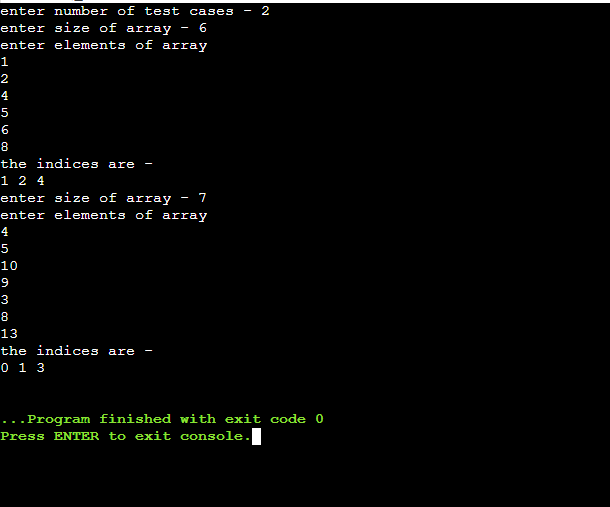 enter number of test cases - 2
enter size of array - 6
enter elements of array
1
2
4
5
6
8
the indices are -
1 2 4
enter size of array - 7
enter elements of array
4
5
10
9
3
8
13
the indices are -
0 1 3
...Program finished with exit code 0
Press ENTER to exit console.